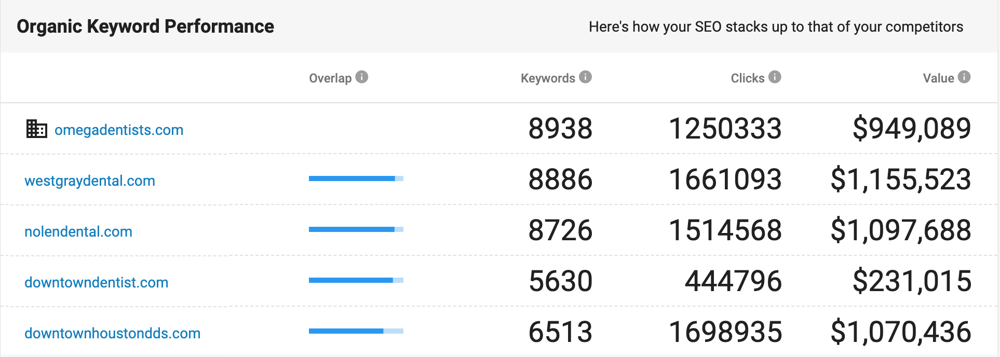 Organic Keyword Performance Here's how your SEO stacks up to that of your competitors
Overlap Keywords Clicks Value
omegadentists.com 8938 1250333 $949,089
westgraydental.com 8886 1661093 $1,155,523
nolendental.com 8726 1514568 $1,097,688
downtowndentist.com 5630 444796 $231,015
downtownhoustondds.com 6513 1698935 $1,070,436